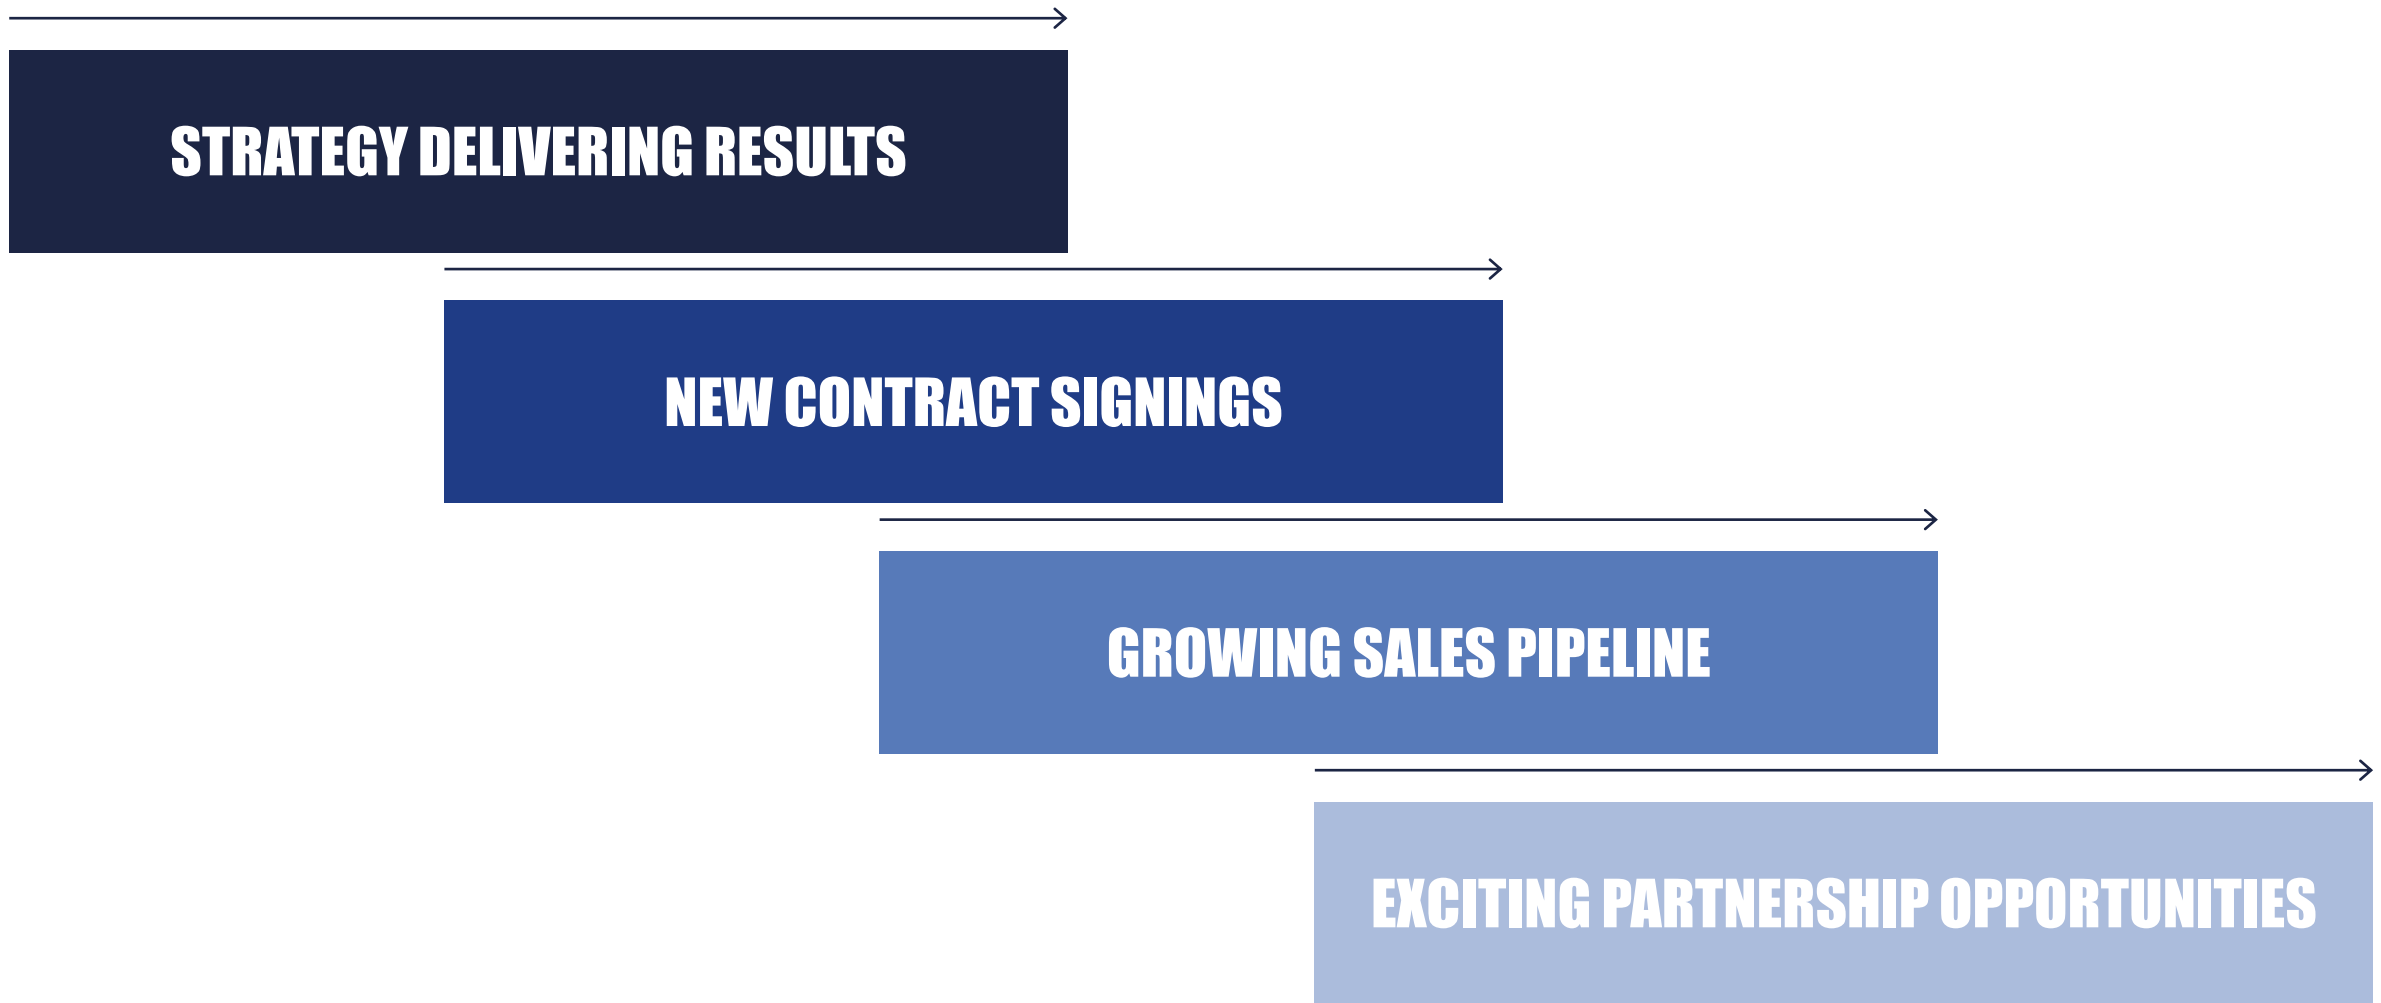 STRATEGY DELIVERING RESULTS
NEW CONTRACT SIGNINGS
GROWING SALES PIPELINE
EXCITING PARTNERSHIP OPPORTUNITIES